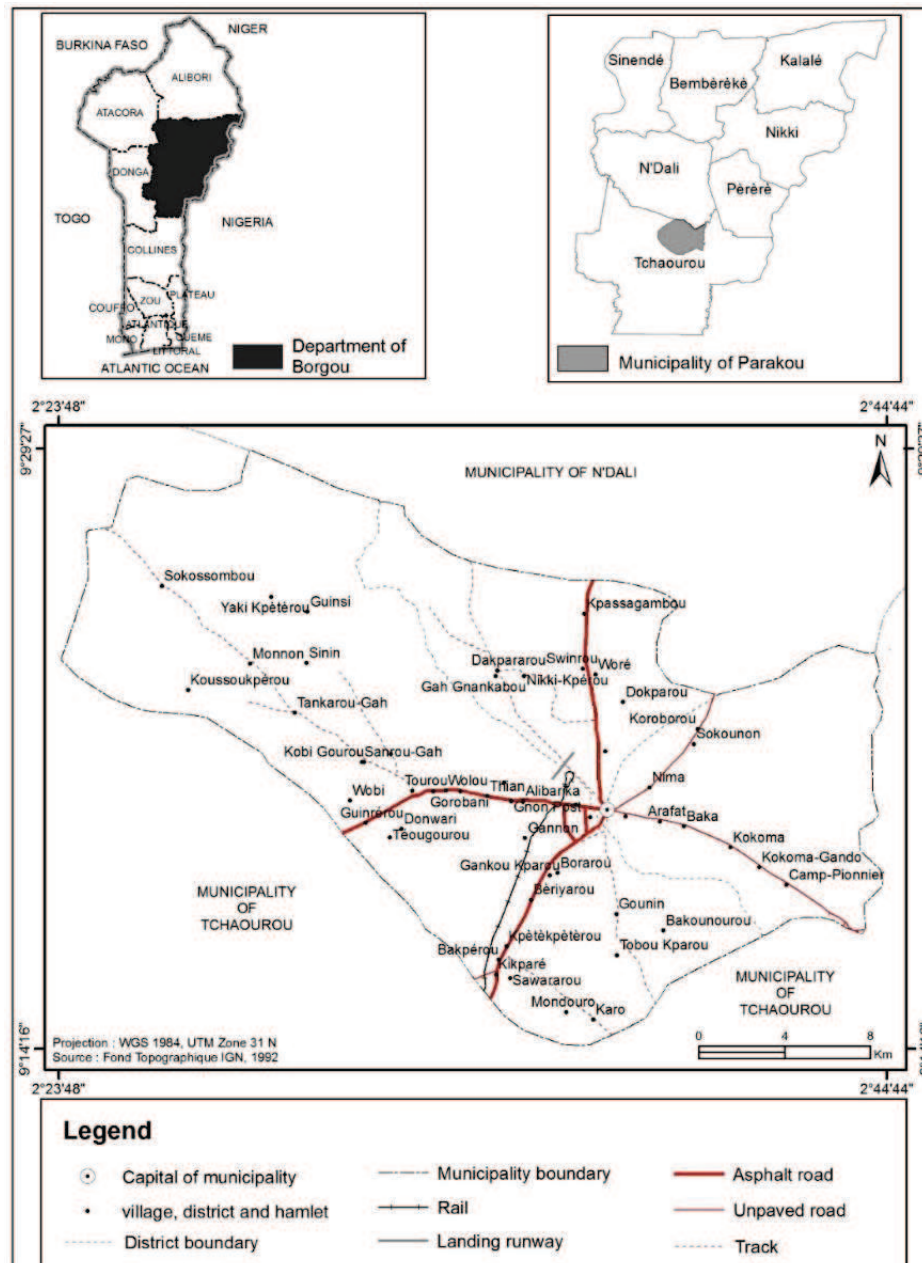 BURKINA FASO
NIGER
ALIBORI
ATACORA
DONGA
TOGO
NIGERIA
COLLINES
PLATEAU
ZOU
COUFFO
ATLANTIQUE
MONO
OUEME
LITTORAL
ATLANTIC OCEAN
Department of
Borgou
Sinendé
Bembèrèkè
Kalalé
Nikki
N'Dali
Pèrèrè
Tchaourou
Municipality of Parakou
2°23'48"
2°44'44"
9°29'27"
N
MUNICIPALITY OF N'DALI
Sokossombou
Yaki Kpètérou
Guinsi
Kpassagambou
Monnon
Sinin
Dakpararou
Swinrou
Woré
Koussoukpérou
Gah Gnankabou
Nikki-Kpérou
Tankarou-Gah
Dokparou
Koroborou
Sokounon
Kobi Gourou
Sanrou-Gah
Nima
Tourou
Wolou
Thian
Alibarika
Wobi
Gorobani
Gnon Post
Arafat
Baka
Guinrérou
Donwari
Téougourou
Gannon
Kokoma
Gankou Kparou
Borarou
Kokoma-Gando
Camp-Pionnier
Bèriyarou
MUNICIPALITY
OF
TCHAOUROU
Gounin
Bakounourou
Kpètèkpètèrou
Bakpérou
Tobou Kparou
Kikparé
Sawararou
MUNICIPALITY
OF
TCHAOUROU
Mondouro
Karo
0
4
8
Km
Projection : WGS 1984, UTM Zone 31 N
Source : Fond Topographique IGN, 1992
9°14'16"
2°23'48"
2°44'44"
Legend
Capital of municipality
Municipality boundary
Asphalt road
village, district and hamlet
Rail
Unpaved road
District boundary
Landing runway
Track